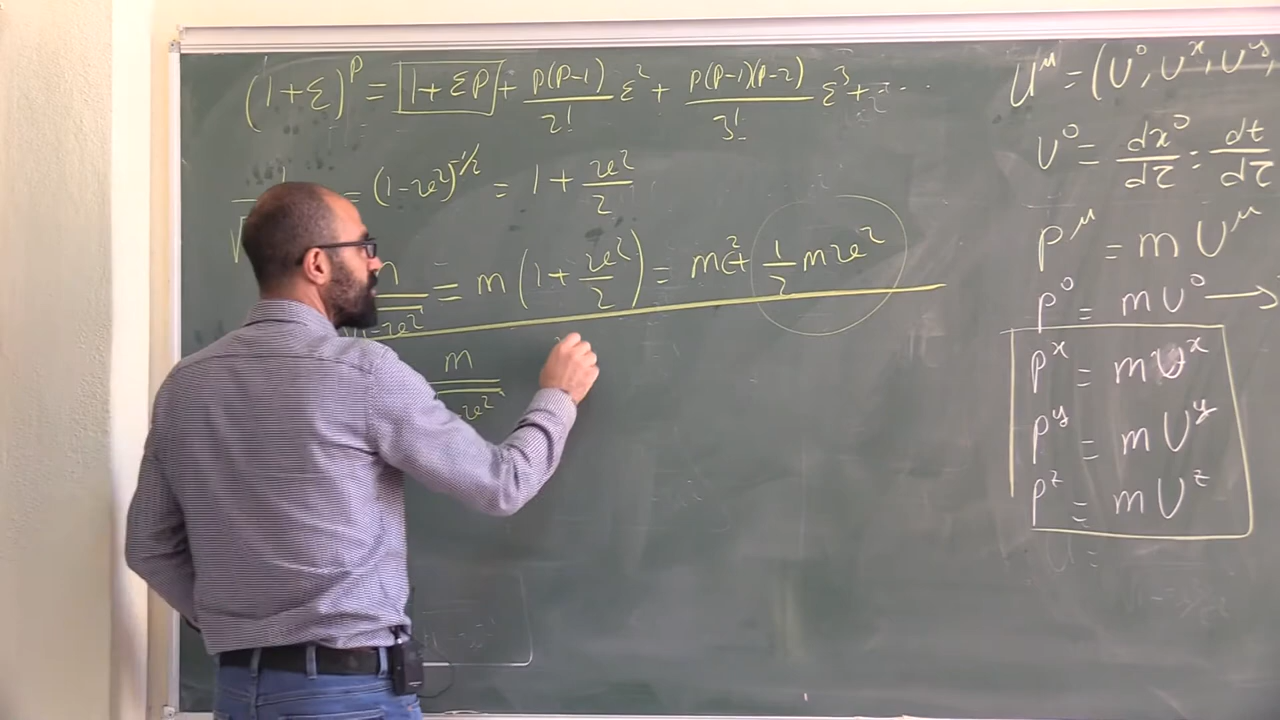 (1+ε)^p = 1+εp + p(p-1)/2! ε² + p(p-1)(p-2)/3! ε³ + ...
= (1-v²)^-1/2 = 1 + v²/2
= m (1 + v²/2) = mc² + 1/2 mv²
m
U^μ = (U⁰, U^x, U^y,
U⁰ = dx⁰/dτ = dt/dτ
P^μ = m U^μ
P⁰ = m U⁰ →
P^x = m U^x
P^y = m U^y
P^z = m U^z